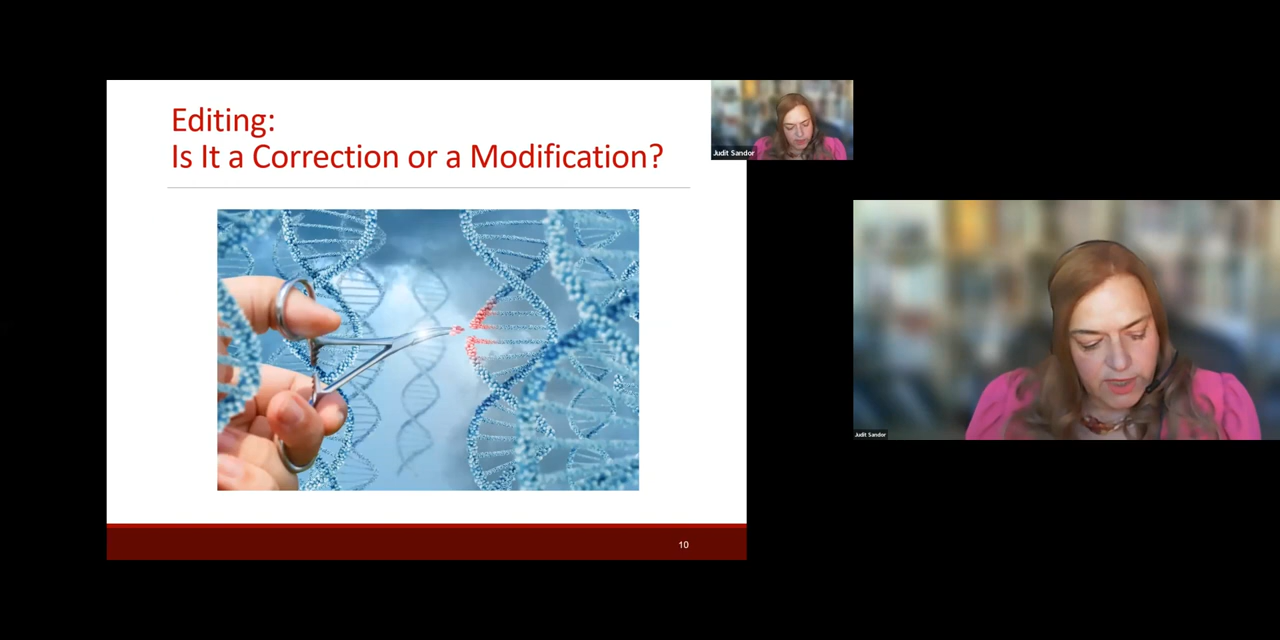 Editing:
Is It a Correction or a Modification?
Judit Sandor
Judit Sandor
10